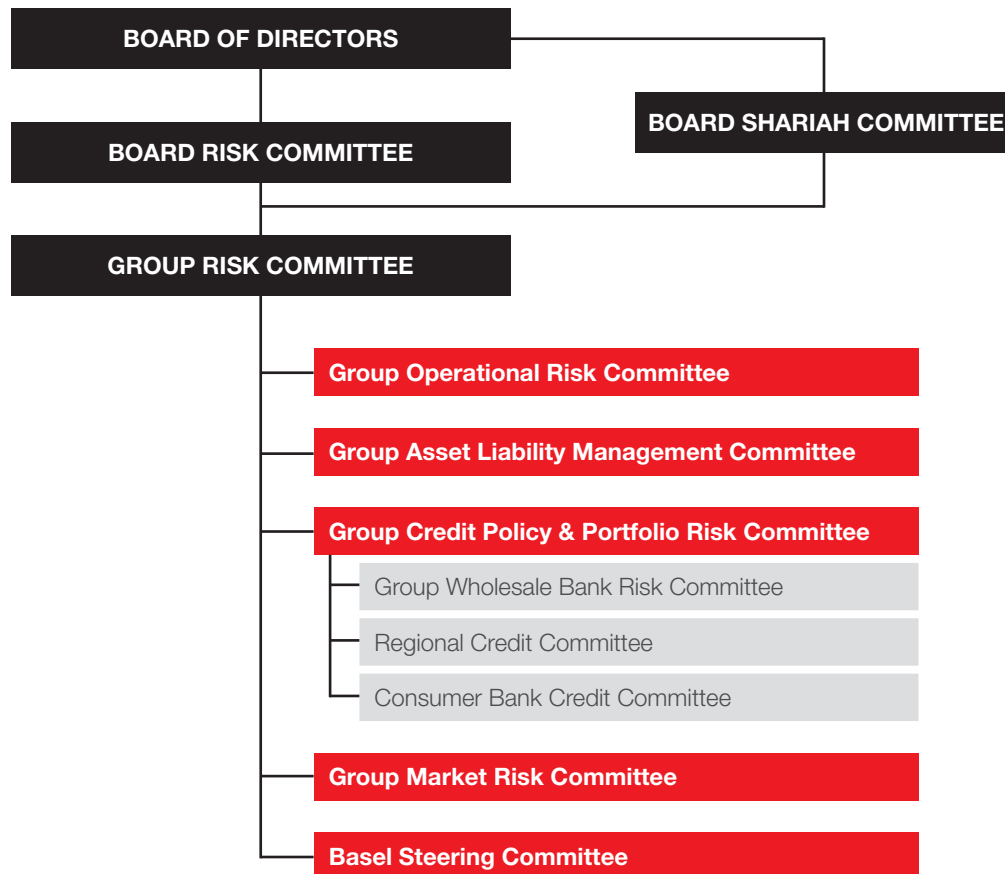 BOARD OF DIRECTORS
BOARD SHARIAH COMMITTEE
BOARD RISK COMMITTEE
GROUP RISK COMMITTEE
Group Operational Risk Committee
Group Asset Liability Management Committee
Group Credit Policy & Portfolio Risk Committee
Group Wholesale Bank Risk Committee
Regional Credit Committee
Consumer Bank Credit Committee
Group Market Risk Committee
Basel Steering Committee